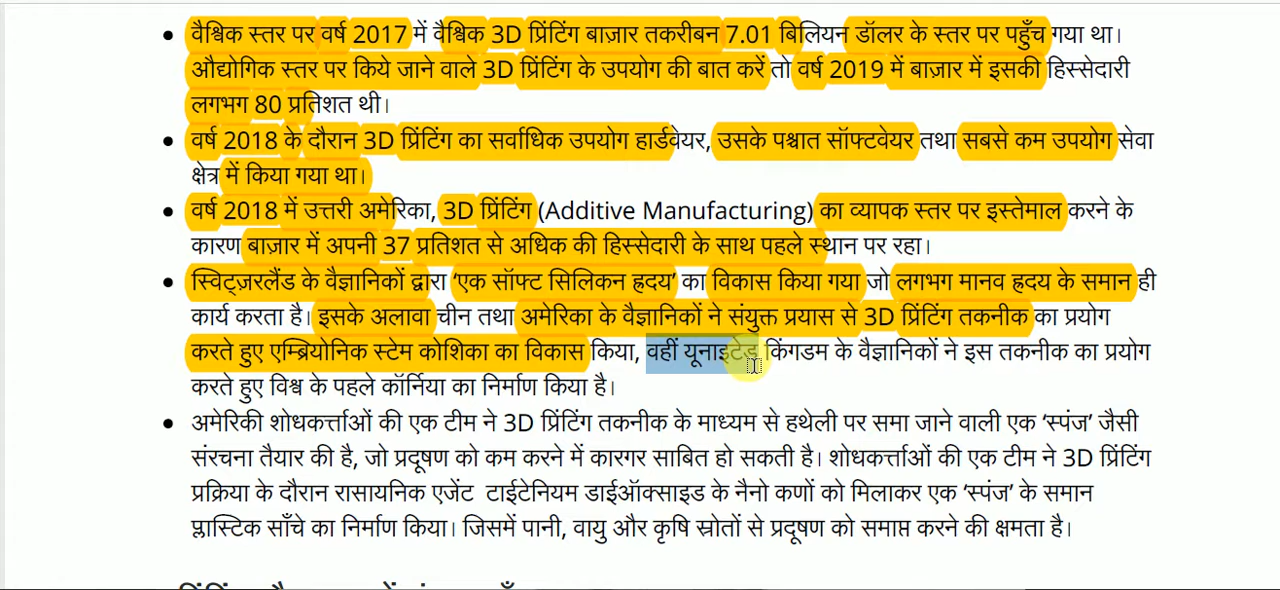 • वैश्विक स्तर पर वर्ष 2017 में वैश्विक 3D प्रिंटिंग बाज़ार तकरीबन 7.01 बिलियन डॉलर के स्तर पर पहुँच गया था।
औद्योगिक स्तर पर किये जाने वाले 3D प्रिंटिंग के उपयोग की बात करें तो वर्ष 2019 में बाज़ार में इसकी हिस्सेदारी
लगभग 80 प्रतिशत थी।
• वर्ष 2018 के दौरान 3D प्रिंटिंग का सर्वाधिक उपयोग हार्डवेयर, उसके पश्चात सॉफ्टवेयर तथा सबसे कम उपयोग सेवा
क्षेत्र में किया गया था।
• वर्ष 2018 में उत्तरी अमेरिका, 3D प्रिंटिंग (Additive Manufacturing) का व्यापक स्तर पर इस्तेमाल करने के
कारण बाज़ार में अपनी 37 प्रतिशत से अधिक की हिस्सेदारी के साथ पहले स्थान पर रहा।
• स्विट्ज़रलैंड के वैज्ञानिकों द्वारा ‘एक सॉफ्ट सिलिकन ह्रदय’ का विकास किया गया जो लगभग मानव ह्रदय के समान ही
कार्य करता है। इसके अलावा चीन तथा अमेरिका के वैज्ञानिकों ने संयुक्त प्रयास से 3D प्रिंटिंग तकनीक का प्रयोग
करते हुए एम्ब्रियोनिक स्टेम कोशिका का विकास किया, वहीं यूनाइटेड किंगडम के वैज्ञानिकों ने इस तकनीक का प्रयोग
करते हुए विश्व के पहले कॉर्निया का निर्माण किया है।
• अमेरिकी शोधकर्त्ताओं की एक टीम ने 3D प्रिंटिंग तकनीक के माध्यम से हथेली पर समा जाने वाली एक ‘स्पंज’ जैसी
संरचना तैयार की है, जो प्रदूषण को कम करने में कारगर साबित हो सकती है। शोधकर्त्ताओं की एक टीम ने 3D प्रिंटिंग
प्रक्रिया के दौरान रासायनिक एजेंट टाईटेनियम डाईऑक्साइड के नैनो कणों को मिलाकर एक ‘स्पंज’ के समान
प्लास्टिक साँचे का निर्माण किया। जिसमें पानी, वायु और कृषि स्रोतों से प्रदूषण को समाप्त करने की क्षमता है।